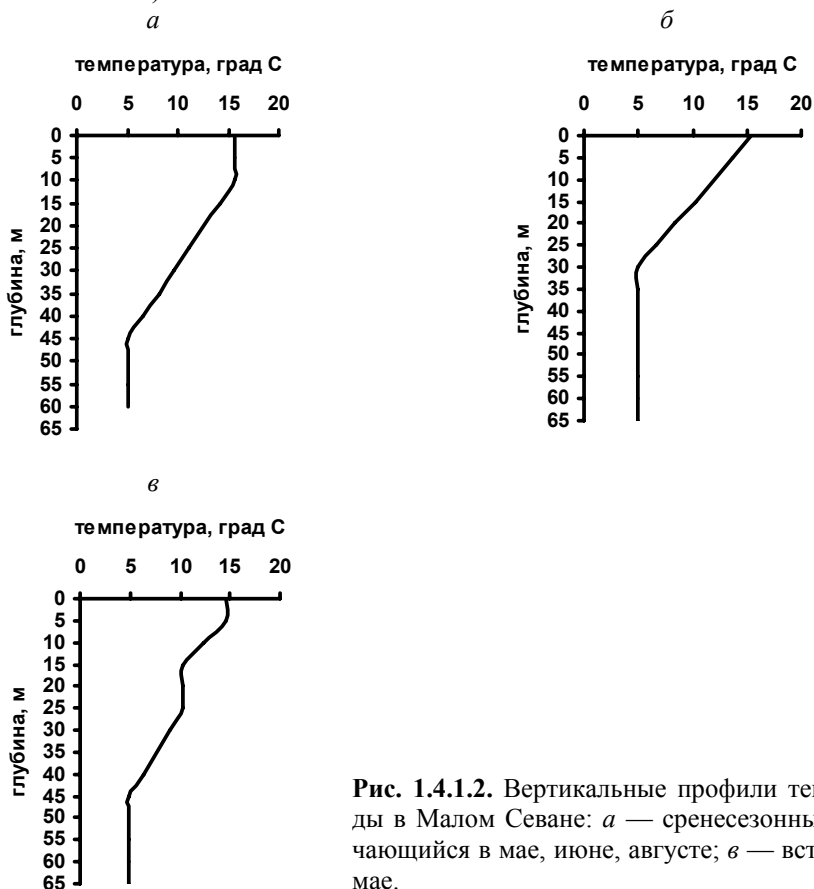 а
температура, град С
0 5 10 15 20
0
5
10
15
20
25
30
35
40
45
50
55
60
65
глубина, м
б
температура, град С
0 5 10 15 20
0
5
10
15
20
25
30
35
40
45
50
55
60
65
глубина, м
в
температура, град С
0 5 10 15 20
0
5
10
15
20
25
30
35
40
45
50
55
60
65
глубина, м
Рис. 1.4.1.2. Вертикальные профили тем
ды в Малом Севане: а — сренесезонны
чающийся в мае, июне, августе; в — вст
мае.